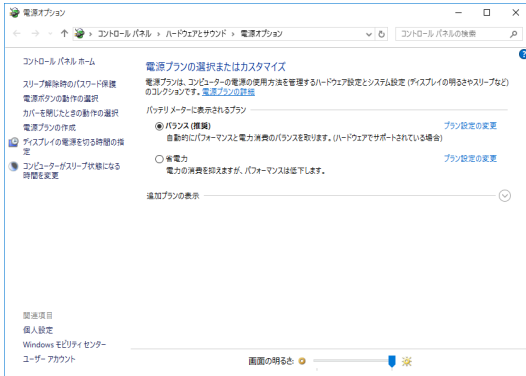 電源オプション
コントロール パネル › ハードウェアとサウンド › 電源オプション
コントロール パネルの検索
コントロール パネル ホーム
スリープ解除時のパスワード保護
電源ボタンの動作の選択
カバーを閉じたときの動作の選択
電源プランの作成
ディスプレイの電源を切る時間の指
定
コンピューターがスリープ状態になる
時間を変更
電源プランの選択またはカスタマイズ
電源プランは、コンピューターの電源の使用方法を管理するハードウェア設定とシステム設定 (ディスプレイの明るさやスリープなど)
のコレクションです。電源プランの詳細
バッテリ メーターに表示されるプラン
バランス (推奨) プラン設定の変更
自動的にパフォーマンスと電力消費のバランスを取ります。(ハードウェアでサポートされている場合)
省電力 プラン設定の変更
電力の消費を抑えますが、パフォーマンスは低下します。
追加プランの表示
関連項目
個人設定
Windows モビリティ センター
ユーザー アカウント
画面の明るさ: